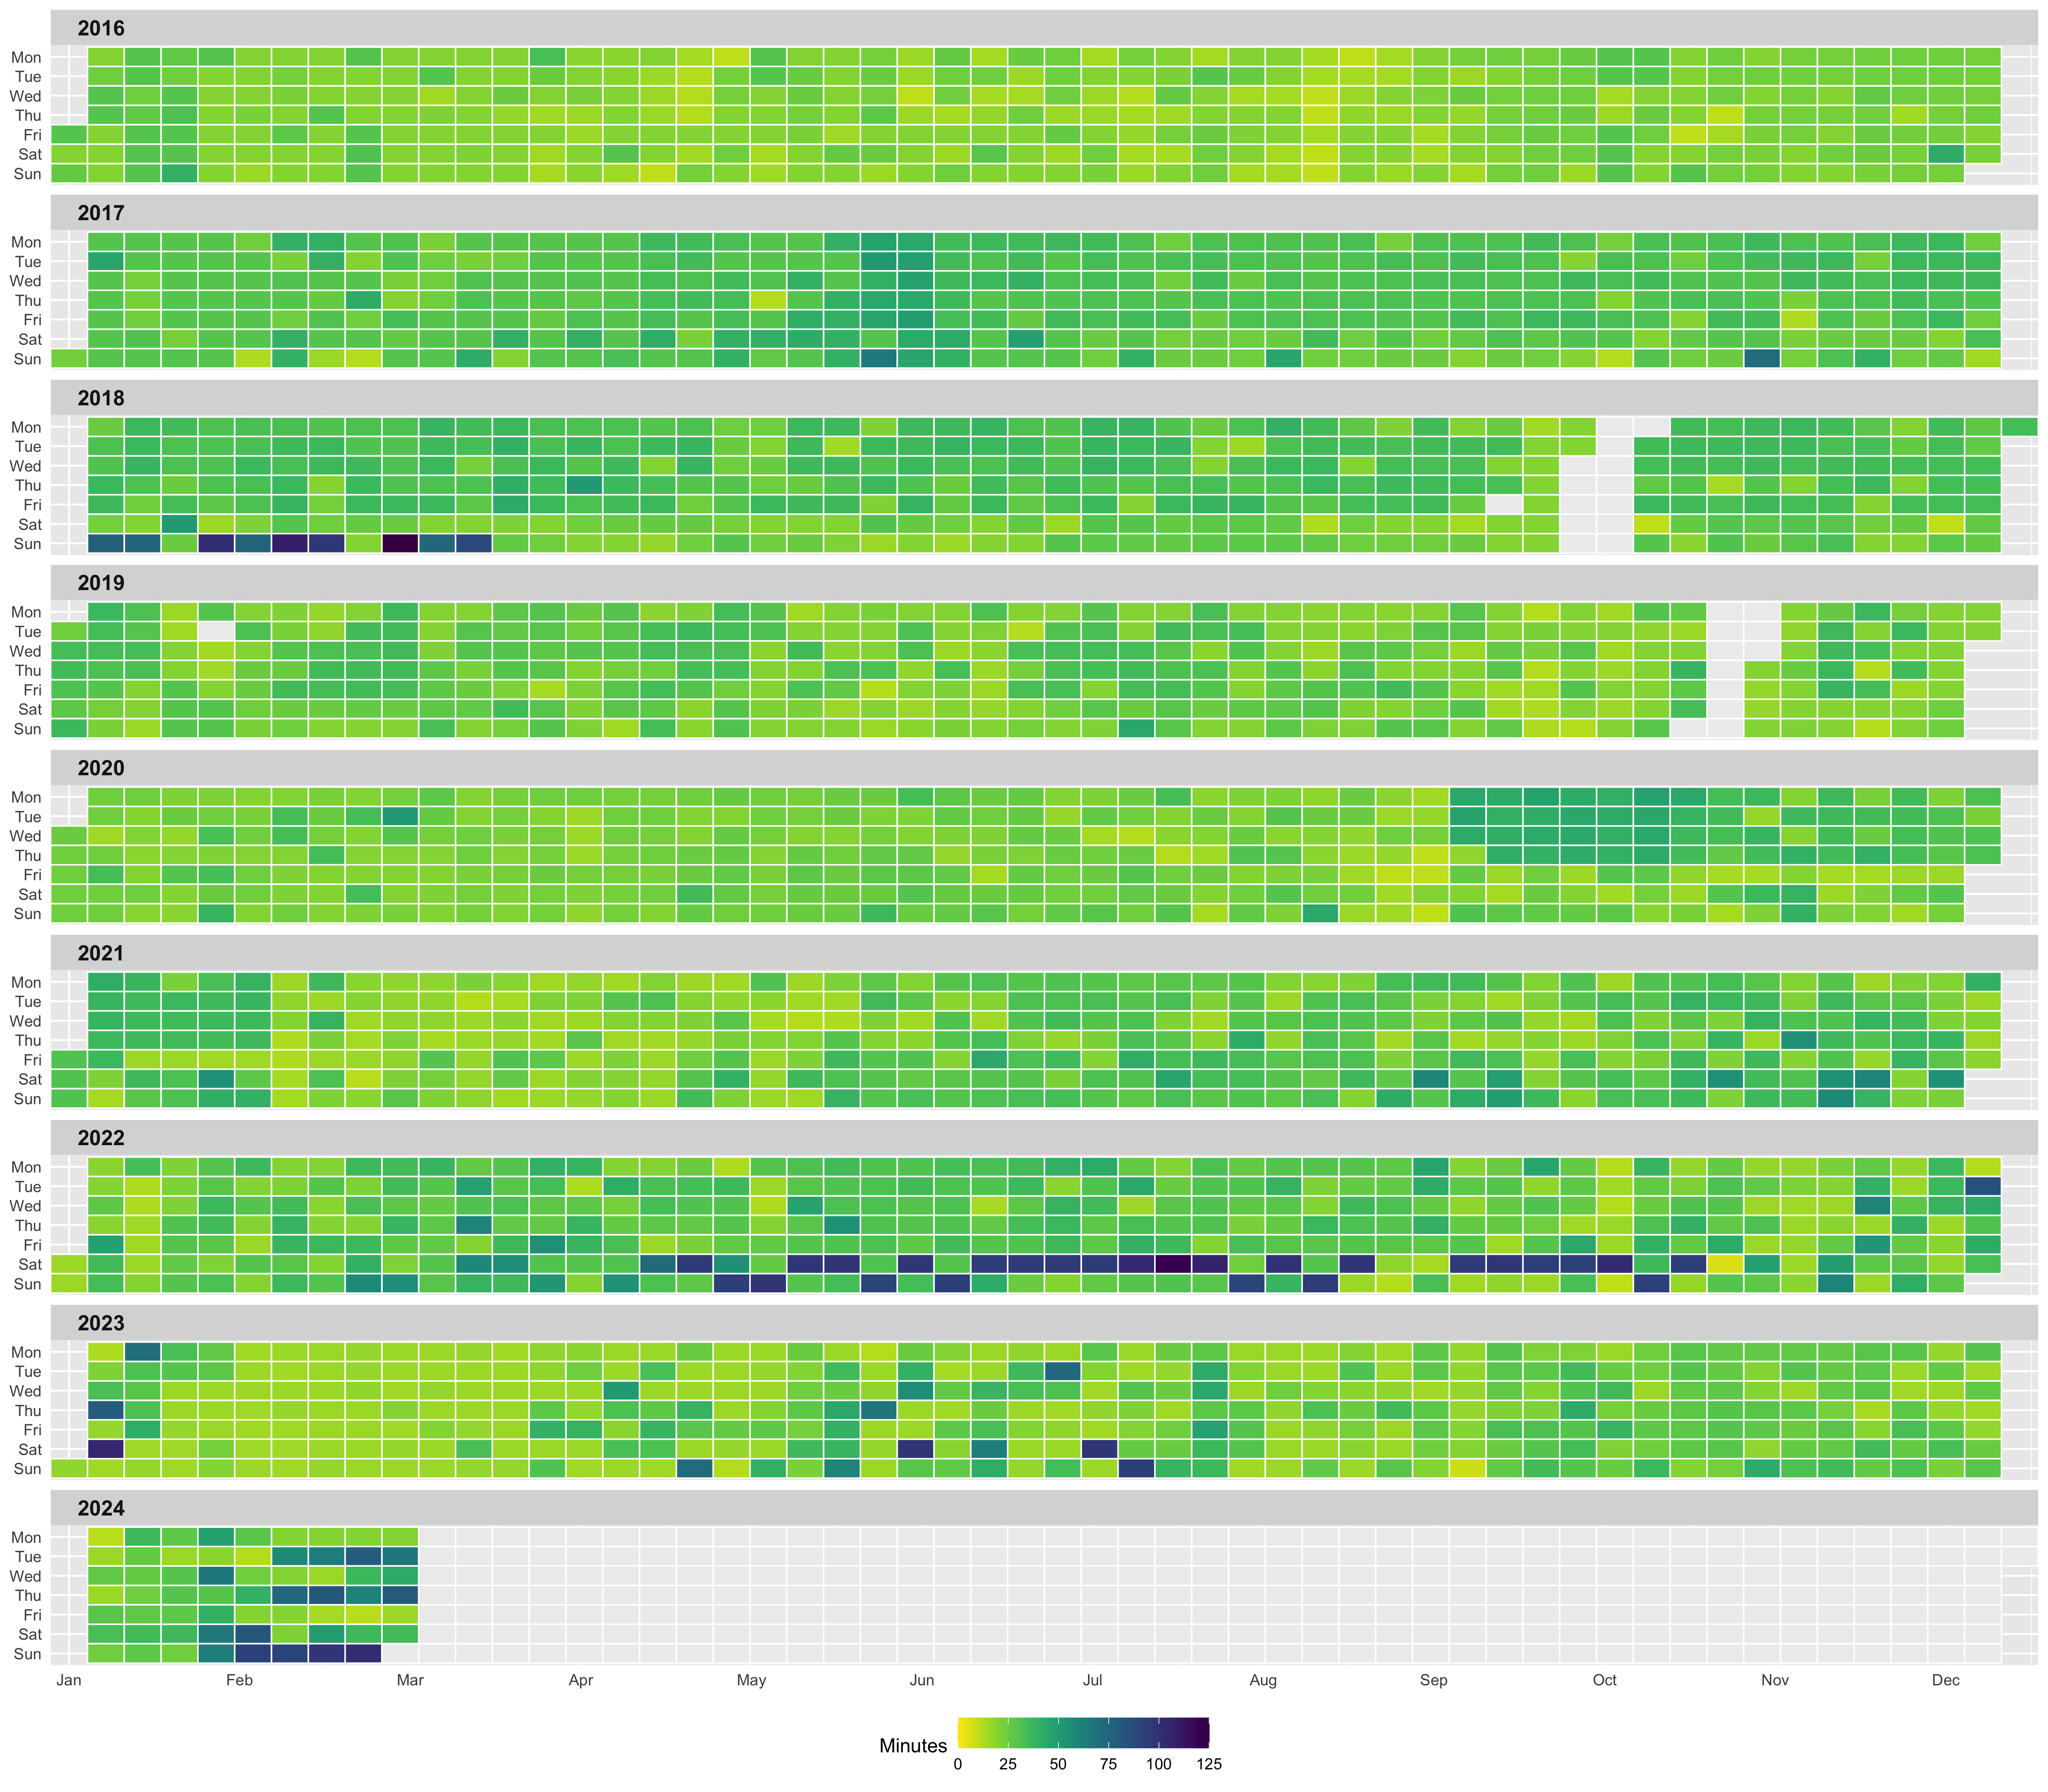 2016
Mon
Tue
Wed
Thu
Fri
Sat
Sun
2017
Mon
Tue
Wed
Thu
Fri
Sat
Sun
2018
Mon
Tue
Wed
Thu
Fri
Sat
Sun
2019
Mon
Tue
Wed
Thu
Fri
Sat
Sun
2020
Mon
Tue
Wed
Thu
Fri
Sat
Sun
2021
Mon
Tue
Wed
Thu
Fri
Sat
Sun
2022
Mon
Tue
Wed
Thu
Fri
Sat
Sun
2023
Mon
Tue
Wed
Thu
Fri
Sat
Sun
2024
Mon
Tue
Wed
Thu
Fri
Sat
Sun
Jan Feb Mar Apr May Jun Jul Aug Sep Oct Nov Dec
Minutes
0 25 50 75 100 125